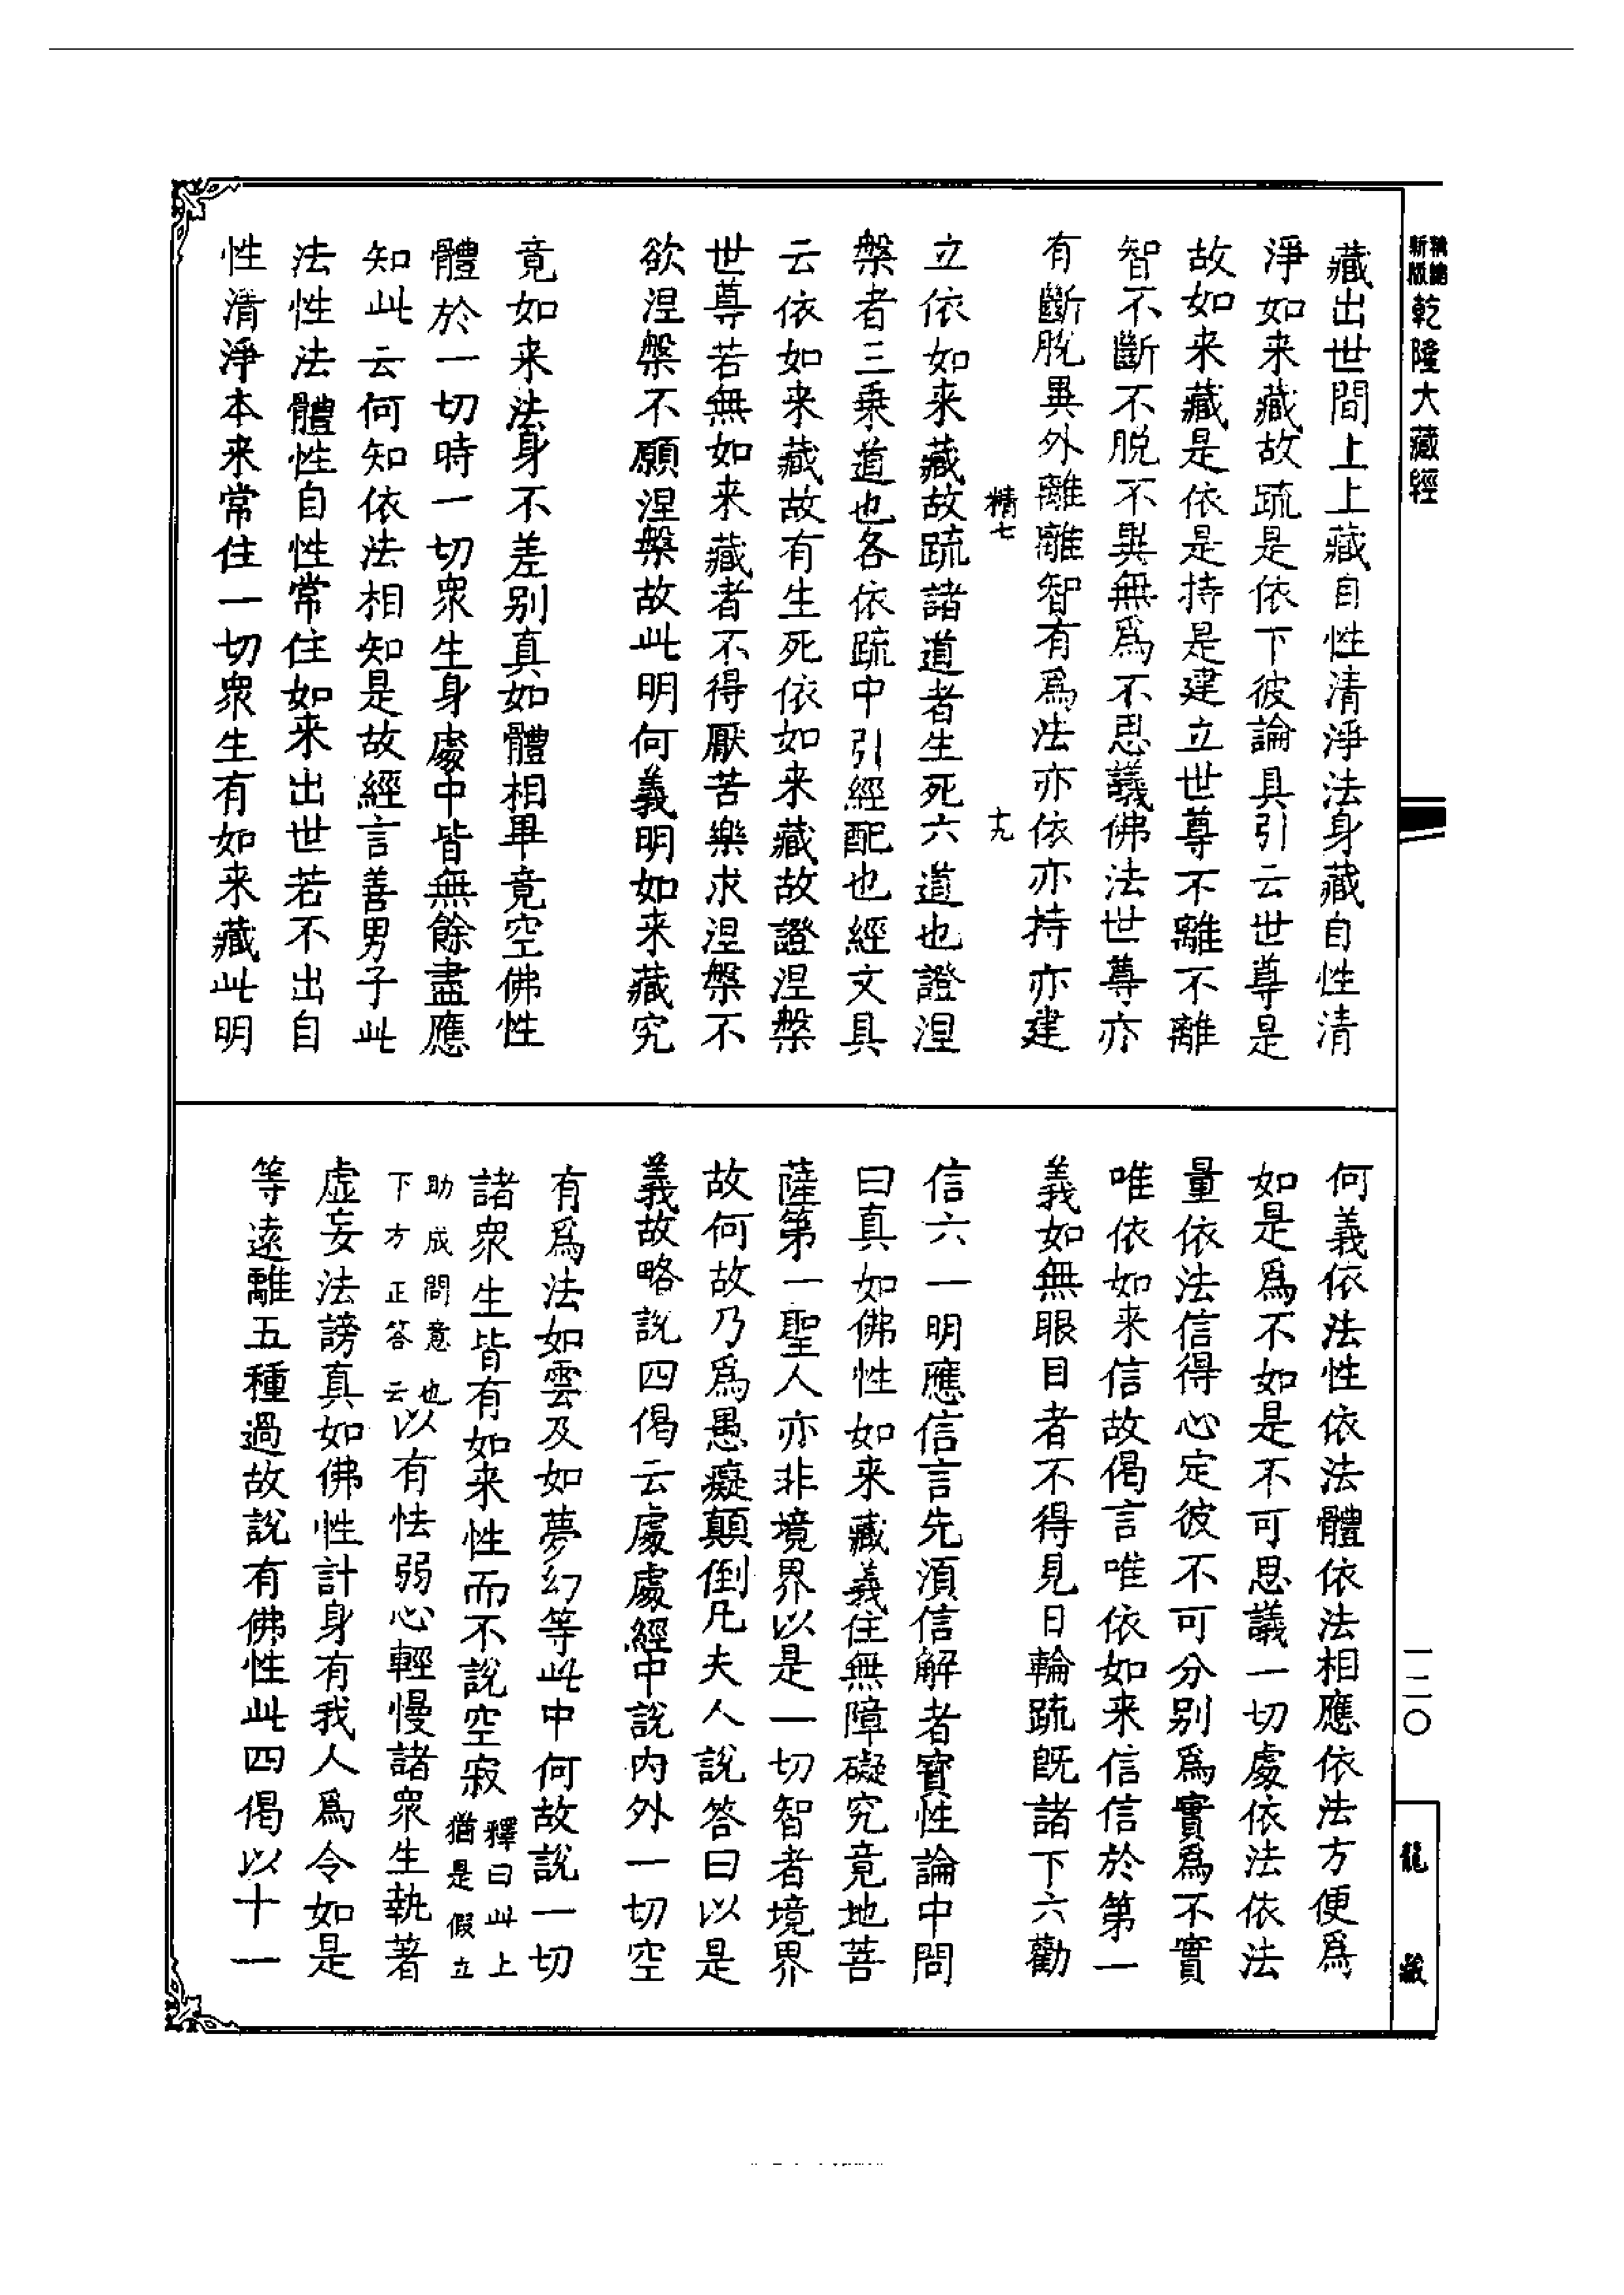 精繕新版乾隆大藏經
藏出世間上上藏自性清淨法身藏自性清
淨如来藏故䟽是依下彼論具引云世尊是
故如来藏是依是持是建立世尊不離不離
智不斷不脱不異無爲不思議佛法世尊亦
有斷脱異外離離智有爲法亦依亦持亦建
精七
十九
立依如来藏故䟽諸道者生死六道也證涅
槃者三乘道也各依䟽中引經配也經文具
云依如来藏故有生死依如来藏故證涅槃
世尊若無如来藏者不得厭苦樂求涅槃不
欲涅槃不願涅槃故此明何義明如来藏究
竟如来法身不差别真如體相畢竟空佛性
體於一切時一切衆生身處中皆無餘盡應
知此云何知依法相知是故經言善男子此
法性法體性自性常住如来出世若不出自
性清淨本来常住一切衆生有如来藏此明
何義依法性依法體依法相應依法方便爲
如是爲不如是不可思議一切處依法依法
量依法信得心定彼不可分别爲實爲不實
唯依如来信故偈言唯依如来信信於第一
義如無眼目者不得見日輪䟽旣諸下六勸
信六一明應信言先須信解者寳性論中問
曰真如佛性如来藏義住無障礙究竟地菩
薩第一聖人亦非境界以是一切智者境界
故何故乃爲愚癡顛倒凡夫人說答曰以是
義故略說四偈云處處經中說内外一切空
有爲法如雲及如夢幻等此中何故說一切
諸衆生皆有如来性而不說空寂釋曰此上猶是假立
助成問意也下方正答云以有怯弱心輕慢諸衆生執著
虚妄法謗真如佛性計身有我人爲令如是
等遠離五種過故說有佛性此四偈以十一
一二〇
龍藏